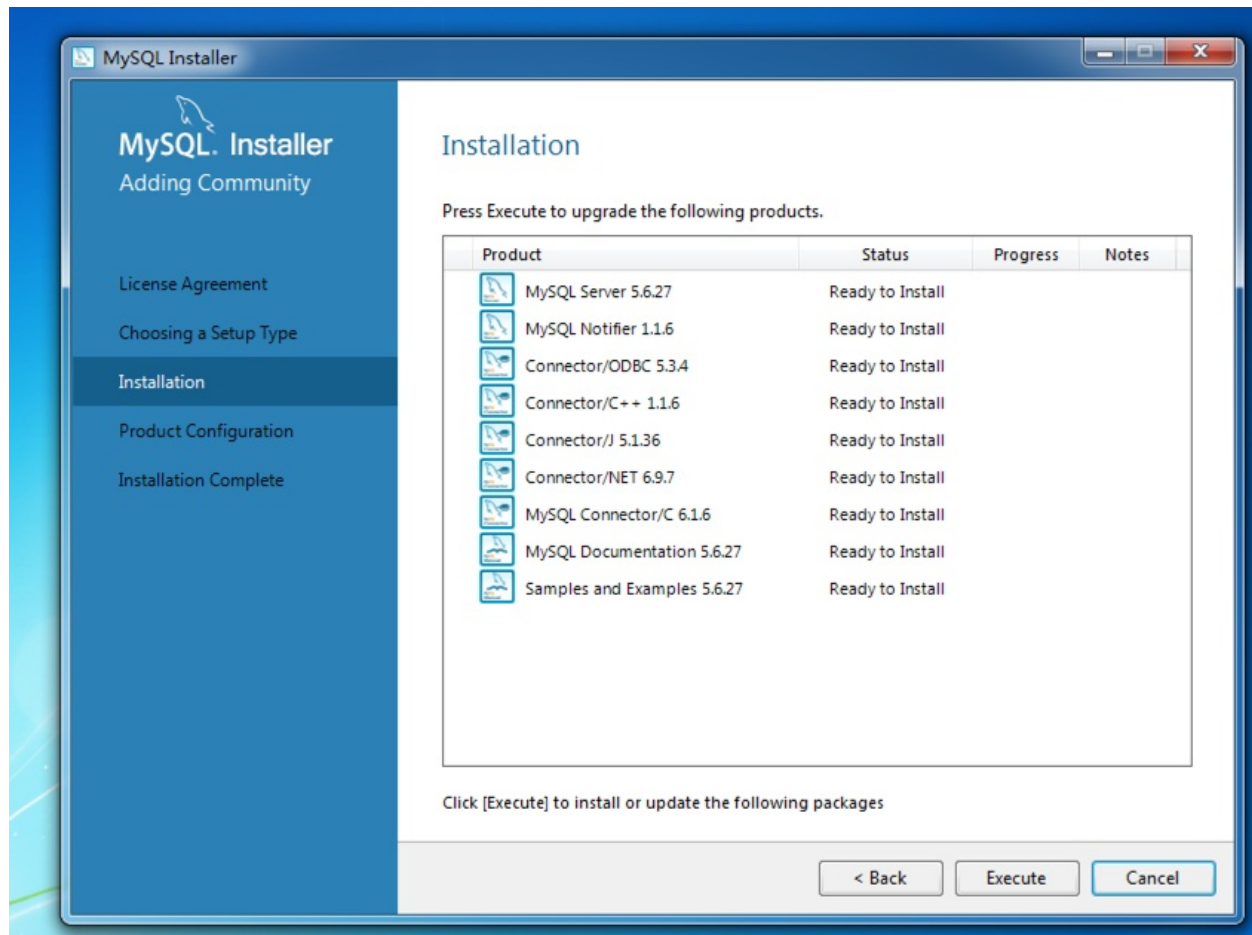 MySQL Installer
MySQL. Installer
Adding Community
License Agreement
Choosing a Setup Type
Installation
Product Configuration
Installation Complete
Installation
Press Execute to upgrade the following products.
Product Status Progress Notes
MySQL Server 5.6.27 Ready to Install
MySQL Notifier 1.1.6 Ready to Install
Connector/ODBC 5.3.4 Ready to Install
Connector/C++ 1.1.6 Ready to Install
Connector/J 5.1.36 Ready to Install
Connector/NET 6.9.7 Ready to Install
MySQL Connector/C 6.1.6 Ready to Install
MySQL Documentation 5.6.27 Ready to Install
Samples and Examples 5.6.27 Ready to Install
Click [Execute] to install or update the following packages
< Back Execute Cancel